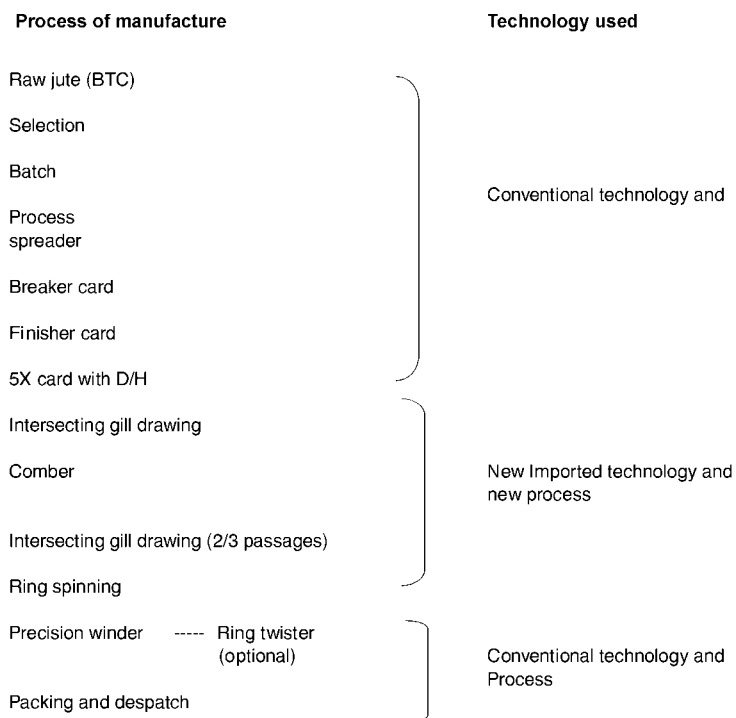 Process of manufacture Technology used
Raw jute (BTC)
Selection
Batch
Conventional technology and
Process
spreader
Breaker card
Finisher card
5X card with D/H
Intersecting gill drawing
Comber
New Imported technology and
new process
Intersecting gill drawing (2/3 passages)
Ring spinning
Precision winder ----- Ring twister
(optional)
Conventional technology and
Process
Packing and despatch